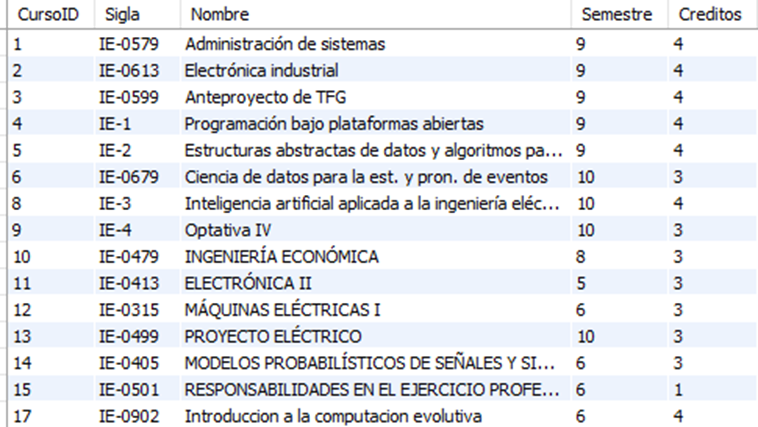 CursoID Sigla Nombre Semestre Creditos
1 IE-0579 Administración de sistemas 9 4
2 IE-0613 Electrónica industrial 9 4
3 IE-0599 Anteproyecto de TFG 9 4
4 IE-1 Programación bajo plataformas abiertas 9 4
5 IE-2 Estructuras abstractas de datos y algoritmos pa... 9 4
6 IE-0679 Ciencia de datos para la est. y pron. de eventos 10 3
8 IE-3 Inteligencia artificial aplicada a la ingeniería eléc... 10 4
9 IE-4 Optativa IV 10 3
10 IE-0479 INGENIERÍA ECONÓMICA 8 3
11 IE-0413 ELECTRÓNICA II 5 3
12 IE-0315 MÁQUINAS ELÉCTRICAS I 6 3
13 IE-0499 PROYECTO ELÉCTRICO 10 3
14 IE-0405 MODELOS PROBABILÍSTICOS DE SEÑALES Y SI... 6 3
15 IE-0501 RESPONSABILIDADES EN EL EJERCICIO PROFE... 6 1
17 IE-0902 Introduccion a la computacion evolutiva 6 4